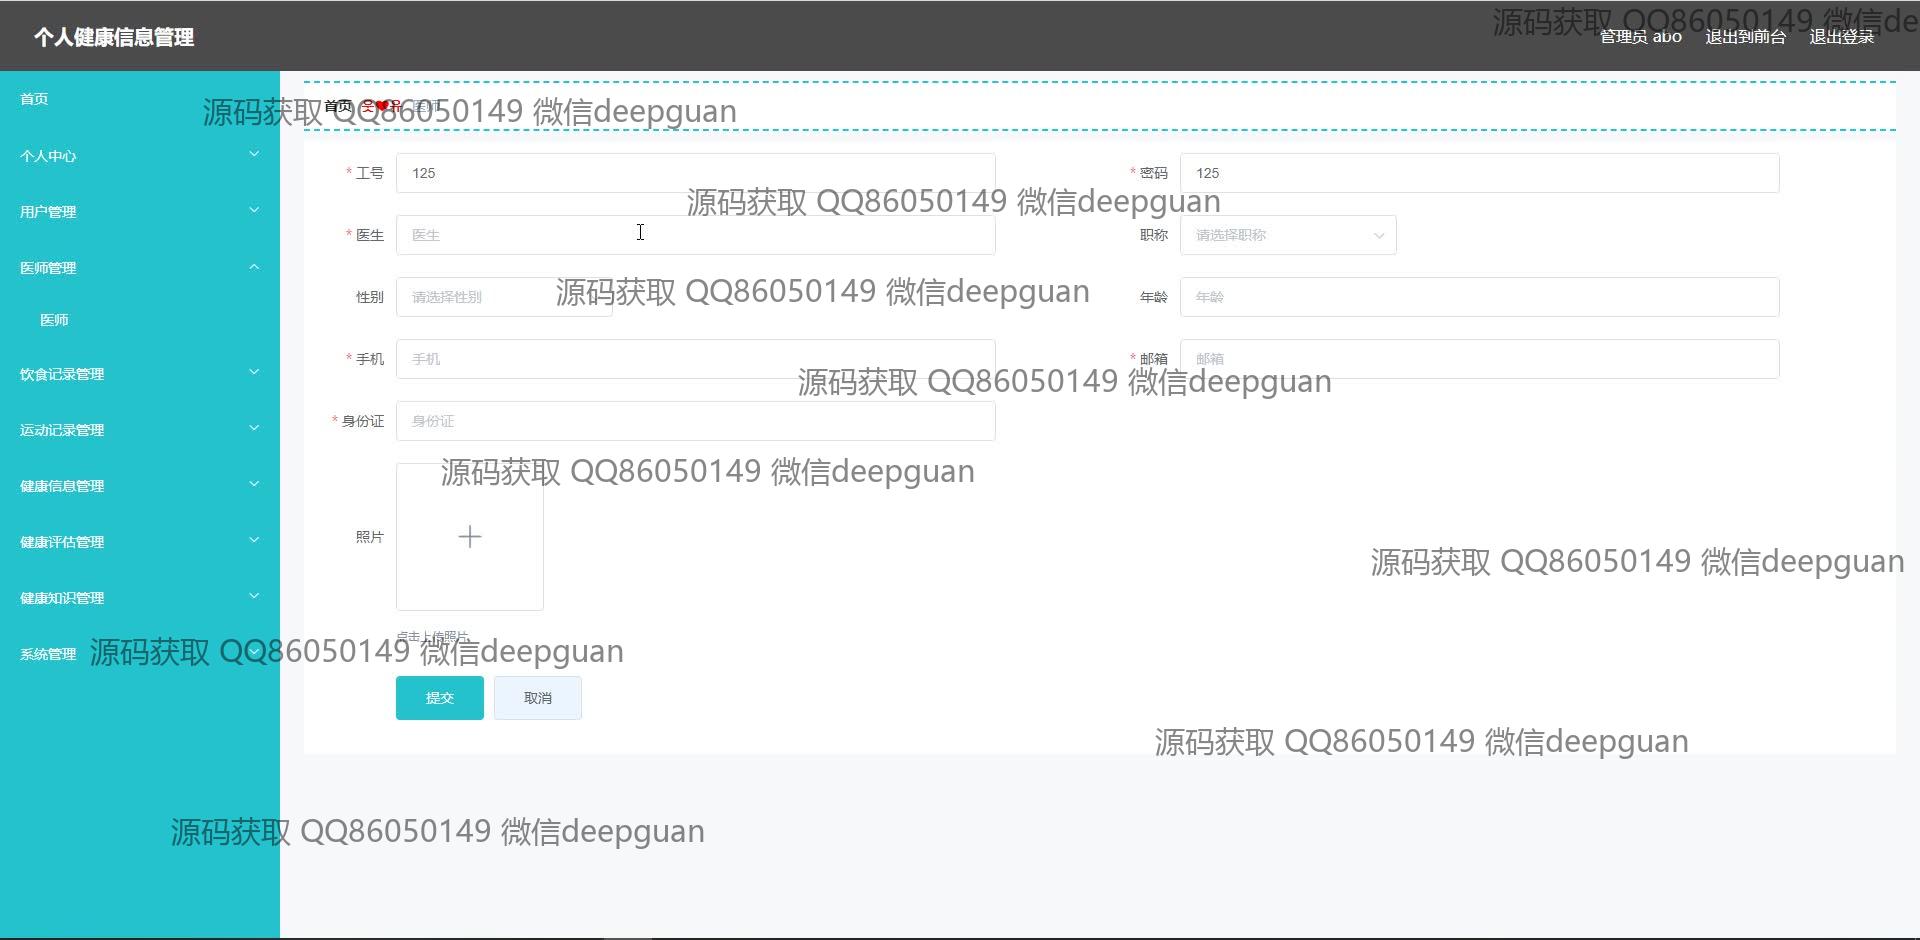 个人健康信息管理
源码获取 QQ86050149 微信de
管理员 abo 退出到前台 退出登录
首页
首页 웃❤유 医师
源码获取 QQ86050149 微信deepguan
个人中心
用户管理
医师管理
医师
饮食记录管理
运动记录管理
健康信息管理
健康评估管理
健康知识管理
系统管理
* 工号 125
* 密码 125
源码获取 QQ86050149 微信deepguan
* 医生 医生
职称 请选择职称
性别 请选择性别
源码获取 QQ86050149 微信deepguan
年龄 年龄
* 手机 手机
* 邮箱 邮箱
源码获取 QQ86050149 微信deepguan
* 身份证 身份证
源码获取 QQ86050149 微信deepguan
照片
源码获取 QQ86050149 微信deepguan
点击上传照片
源码获取 QQ86050149 微信deepguan
提交 取消
源码获取 QQ86050149 微信deepguan
源码获取 QQ86050149 微信deepguan